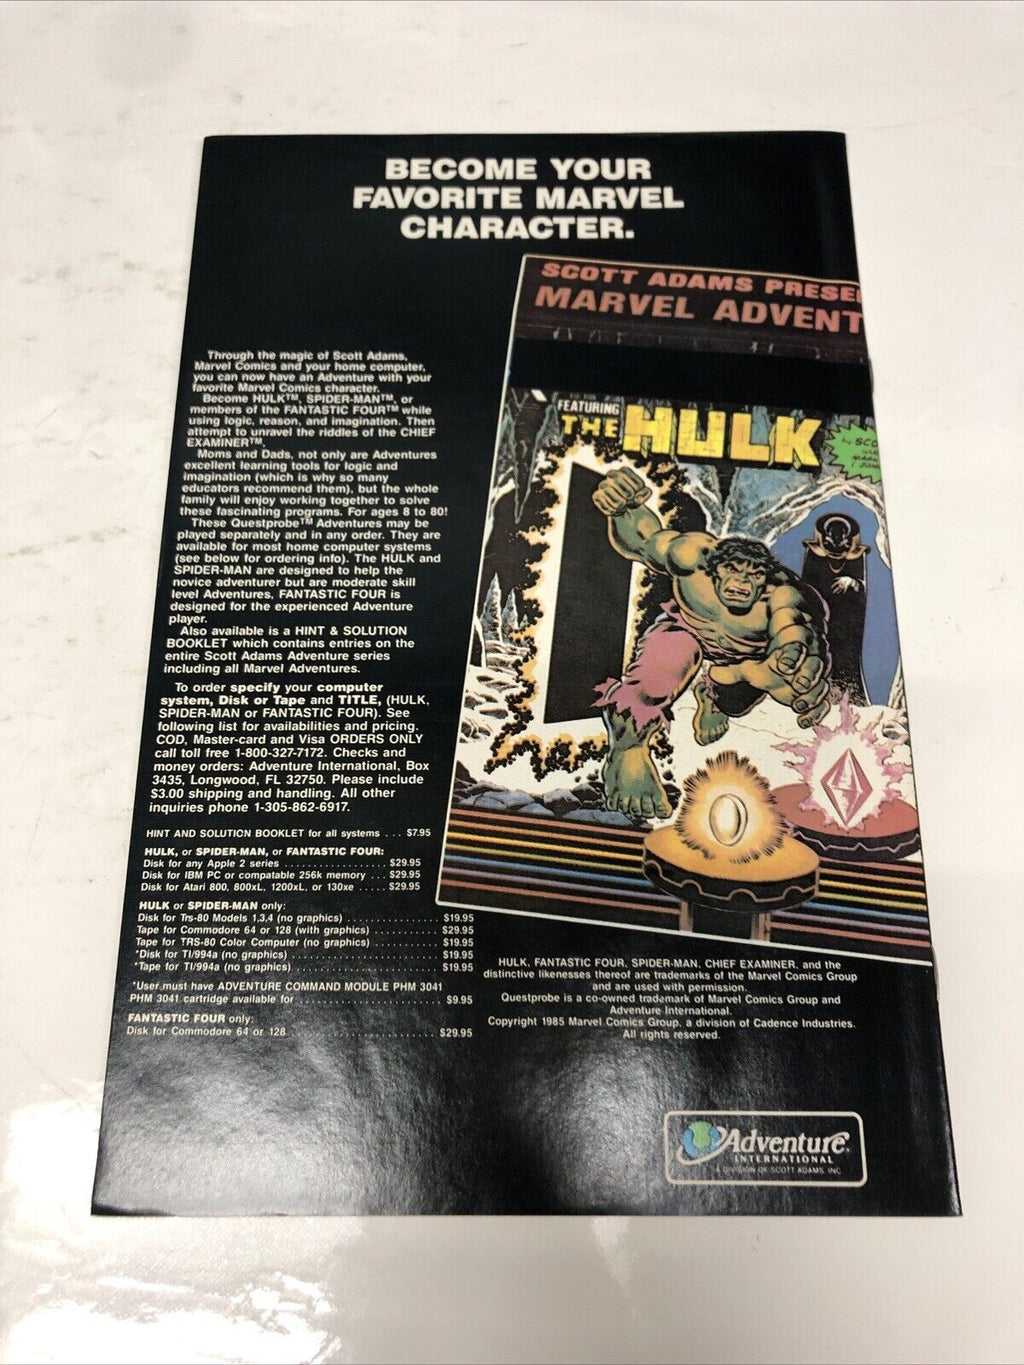 BECOME YOUR
FAVORITE MARVEL
CHARACTER.
Through the magic of Scott Adams,
Marvel Comics and your home computer,
you can now have an Adventure with your
favorite Marvel Comics character.
Become HULK™, SPIDER-MAN™, or
members of the FANTASTIC FOUR™ while
using logic, reason, and imagination. Then
attempt to unravel the riddles of the CHIEF
EXAMINER™.
Moms and Dads, not only are Adventures
excellent learning tools for logic and
imagination (which is why so many
educators recommend them), but the whole
family will enjoy working together to solve
these fascinating programs. For ages 8 to 80!
These Questprobe™ Adventures may be
played separately and in any order. They are
available for most home computer systems
(see below for ordering info). The HULK and
SPIDER-MAN are designed to help the
novice adventurer but are moderate skill
level Adventures, FANTASTIC FOUR is
designed for the experienced Adventure
player.
Also available is a HINT & SOLUTION
BOOKLET which contains entries on the
entire Scott Adams Adventure series
including all Marvel Adventures.
To order specify your computer
system, Disk or Tape and TITLE, (HULK,
SPIDER-MAN or FANTASTIC FOUR). See
following list for availabilities and pricing.
COD, Master-card and Visa ORDERS ONLY
call toll free 1-800-327-7172. Checks and
money orders: Adventure International, Box
3435, Longwood, FL 32750. Please include
$3.00 shipping and handling. All other
inquiries phone 1-305-862-6917.
HINT AND SOLUTION BOOKLET for all systems . . . $7.95
HULK, or SPIDER-MAN, or FANTASTIC FOUR:
Disk for any Apple 2 series . . . . . . . . . . . . . . . . . $29.95
Disk for IBM PC or compatable 256k memory . . . $29.95
Disk for Atari 800, 800xL, 1200xL, or 130xe . . . . . $29.95
HULK or SPIDER-MAN only:
Disk for Trs-80 Models 1,3,4 (no graphics) . . . . . . . . . . . . . . . . $19.95
Tape for Commodore 64 or 128 (with graphics) . . . . . . . . . . . . $29.95
Tape for TRS-80 Color Computer (no graphics) . . . . . . . . . . . $19.95
*Disk for TI/994a (no graphics) . . . . . . . . . . . . . . . . . . . . . . . . . $19.95
*Tape for TI/994a (no graphics) . . . . . . . . . . . . . . . . . . . . . . . . . $19.95
*User must have ADVENTURE COMMAND MODULE PHM 3041
PHM 3041 cartridge available for . . . . . . . . . . . . . . . . . . . . . . . . $9.95
FANTASTIC FOUR only:
Disk for Commodore 64 or 128 . . . . . . . . . . . . . . . . . . . . . . . . . $29.95
SCOTT ADAMS PRESE
MARVEL ADVENT
FEATURING
THE HULK
by SCO
HULK, FANTASTIC FOUR, SPIDER-MAN, CHIEF EXAMINER, and the
distinctive likenesses thereof are trademarks of the Marvel Comics Group
and are used with permission.
Questprobe is a co-owned trademark of Marvel Comics Group and
Adventure International.
Copyright 1985 Marvel Comics Group, a division of Cadence Industries.
All rights reserved.
Adventure
INTERNATIONAL
A DIVISION OF SCOTT ADAMS, INC